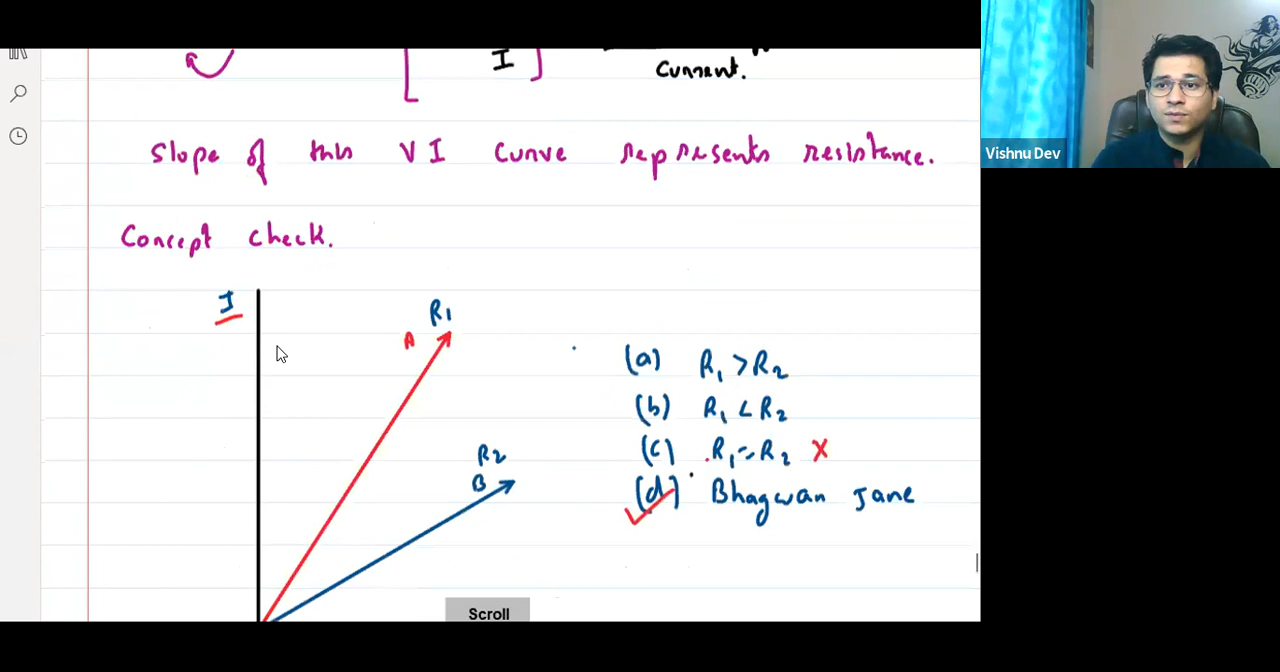 I
Current.
Vishnu Dev
Slope of this VI curve represents resistance.
Concept check.
I
R1
A
(a) R1 > R2
(b) R1 < R2
(c) R1 = R2 X
R2
B
(d) Bhagwan Jane
Scroll